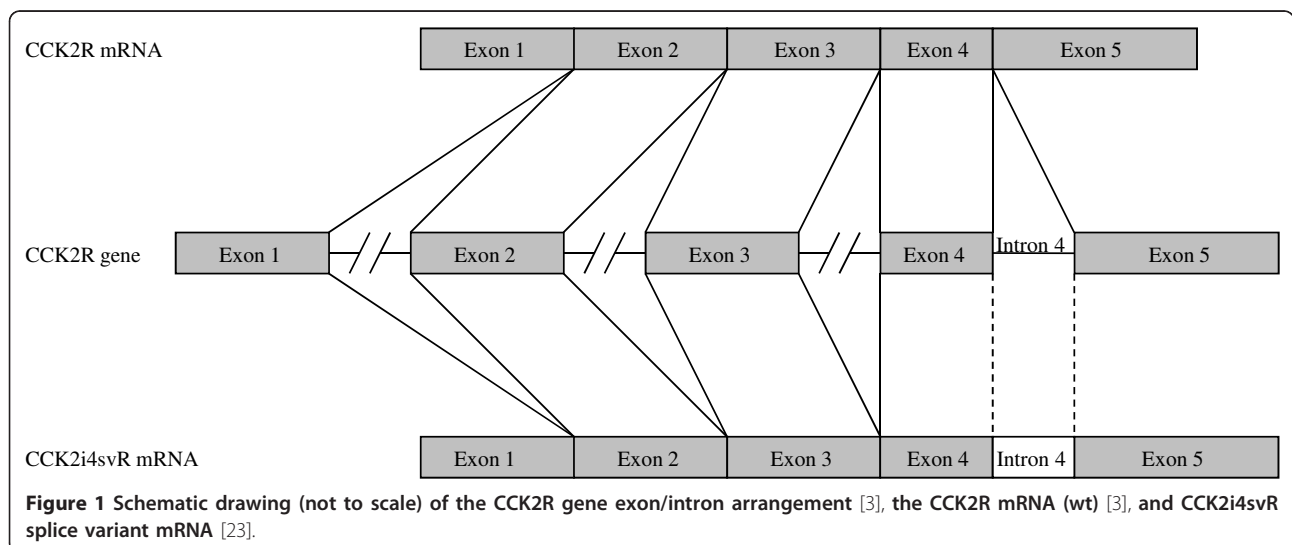 CCK2R mRNA
Exon 1 Exon 2 Exon 3 Exon 4 Exon 5
CCK2R gene
Exon 1 Exon 2 Exon 3 Exon 4 Intron 4 Exon 5
CCK2i4svR mRNA
Exon 1 Exon 2 Exon 3 Exon 4 Intron 4 Exon 5
Figure 1 Schematic drawing (not to scale) of the CCK2R gene exon/intron arrangement [3], the CCK2R mRNA (wt) [3], and CCK2i4svR
splice variant mRNA [23].